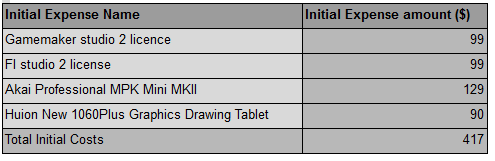 Initial Expense Name Initial Expense amount ($)
Gamemaker studio 2 licence 99
Fl studio 2 license 99
Akai Professional MPK Mini MKII 129
Huion New 1060Plus Graphics Drawing Tablet 90
Total Initial Costs 417